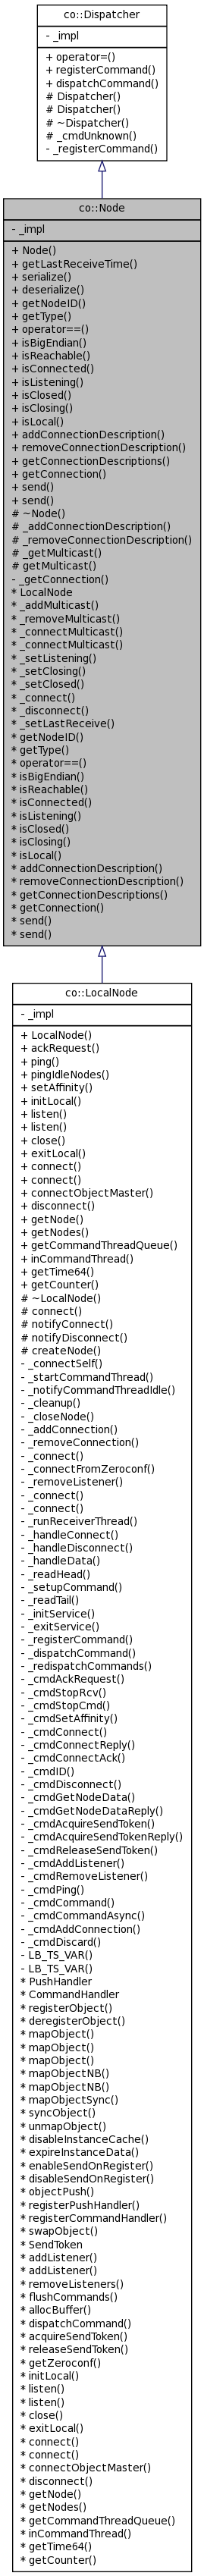 co::Dispatcher
- _impl
+ operator=()
+ registerCommand()
+ dispatchCommand()
# Dispatcher()
# Dispatcher()
# ~Dispatcher()
# _cmdUnknown()
- _registerCommand()
co::Node
- _impl
+ Node()
+ getLastReceiveTime()
+ serialize()
+ deserialize()
+ getNodeID()
+ getType()
+ operator==()
+ isBigEndian()
+ isReachable()
+ isConnected()
+ isListening()
+ isClosed()
+ isClosing()
+ isLocal()
+ addConnectionDescription()
+ removeConnectionDescription()
+ getConnectionDescriptions()
+ getConnection()
+ send()
+ send()
# ~Node()
# _addConnectionDescription()
# _removeConnectionDescription()
# _getMulticast()
# getMulticast()
- _getConnection()
* LocalNode
* _addMulticast()
* _removeMulticast()
* _connectMulticast()
* _connectMulticast()
* _setListening()
* _setClosing()
* _setClosed()
* _connect()
* _disconnect()
* _setLastReceive()
* getNodeID()
* getType()
* operator==()
* isBigEndian()
* isReachable()
* isConnected()
* isListening()
* isClosed()
* isClosing()
* isLocal()
* addConnectionDescription()
* removeConnectionDescription()
* getConnectionDescriptions()
* getConnection()
* send()
* send()
co::LocalNode
- _impl
+ LocalNode()
+ ackRequest()
+ ping()
+ pingIdleNodes()
+ setAffinity()
+ initLocal()
+ listen()
+ listen()
+ close()
+ exitLocal()
+ connect()
+ connect()
+ connectObjectMaster()
+ disconnect()
+ getNode()
+ getNodes()
+ getCommandThreadQueue()
+ inCommandThread()
+ getTime64()
+ getCounter()
# ~LocalNode()
# connect()
# notifyConnect()
# notifyDisconnect()
# createNode()
- _connectSelf()
- _startCommandThread()
- _notifyCommandThreadIdle()
- _cleanup()
- _closeNode()
- _addConnection()
- _removeConnection()
- _connect()
- _connectFromZeroconf()
- _removeListener()
- _connect()
- _connect()
- _runReceiverThread()
- _handleConnect()
- _handleDisconnect()
- _handleData()
- _readHead()
- _setupCommand()
- _readTail()
- _initService()
- _exitService()
- _registerCommand()
- _dispatchCommand()
- _redispatchCommands()
- _cmdAckRequest()
- _cmdStopRcv()
- _cmdStopCmd()
- _cmdSetAffinity()
- _cmdConnect()
- _cmdConnectReply()
- _cmdConnectAck()
- _cmdID()
- _cmdDisconnect()
- _cmdGetNodeData()
- _cmdGetNodeDataReply()
- _cmdAcquireSendToken()
- _cmdAcquireSendTokenReply()
- _cmdReleaseSendToken()
- _cmdAddListener()
- _cmdRemoveListener()
- _cmdPing()
- _cmdCommand()
- _cmdCommandAsync()
- _cmdAddConnection()
- _cmdDiscard()
- LB_TS_VAR()
- LB_TS_VAR()
* PushHandler
* CommandHandler
* registerObject()
* deregisterObject()
* mapObject()
* mapObject()
* mapObject()
* mapObjectNB()
* mapObjectNB()
* mapObjectSync()
* syncObject()
* unmapObject()
* disableInstanceCache()
* expireInstanceData()
* enableSendOnRegister()
* disableSendOnRegister()
* objectPush()
* registerPushHandler()
* registerCommandHandler()
* swapObject()
* SendToken
* addListener()
* addListener()
* removeListeners()
* flushCommands()
* allocBuffer()
* dispatchCommand()
* acquireSendToken()
* releaseSendToken()
* getZeroconf()
* initLocal()
* listen()
* listen()
* close()
* exitLocal()
* connect()
* connect()
* connectObjectMaster()
* disconnect()
* getNode()
* getNodes()
* getCommandThreadQueue()
* inCommandThread()
* getTime64()
* getCounter()